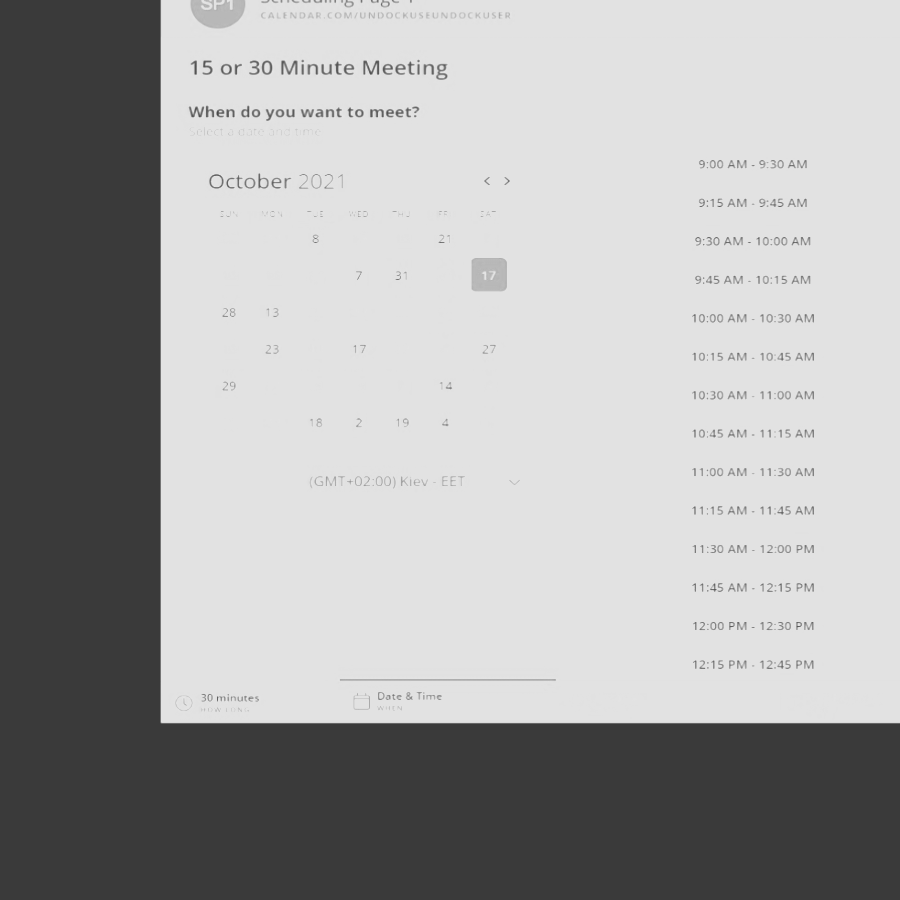 SP1
Scheduling Page 1
CALENDAR.COM/UNDOCKUSEUNDOCKUSER
15 or 30 Minute Meeting
When do you want to meet?
Select a date and time
October 2021 < >
SUN MON TUE WED THU FRI SAT
8 21
7 31 17
28 13
23 17 27
29 14
18 2 19 4
(GMT+02:00) Kiev - EET
9:00 AM - 9:30 AM
9:15 AM - 9:45 AM
9:30 AM - 10:00 AM
9:45 AM - 10:15 AM
10:00 AM - 10:30 AM
10:15 AM - 10:45 AM
10:30 AM - 11:00 AM
10:45 AM - 11:15 AM
11:00 AM - 11:30 AM
11:15 AM - 11:45 AM
11:30 AM - 12:00 PM
11:45 AM - 12:15 PM
12:00 PM - 12:30 PM
12:15 PM - 12:45 PM
30 minutes
HOW LONG
Date & Time
WHEN